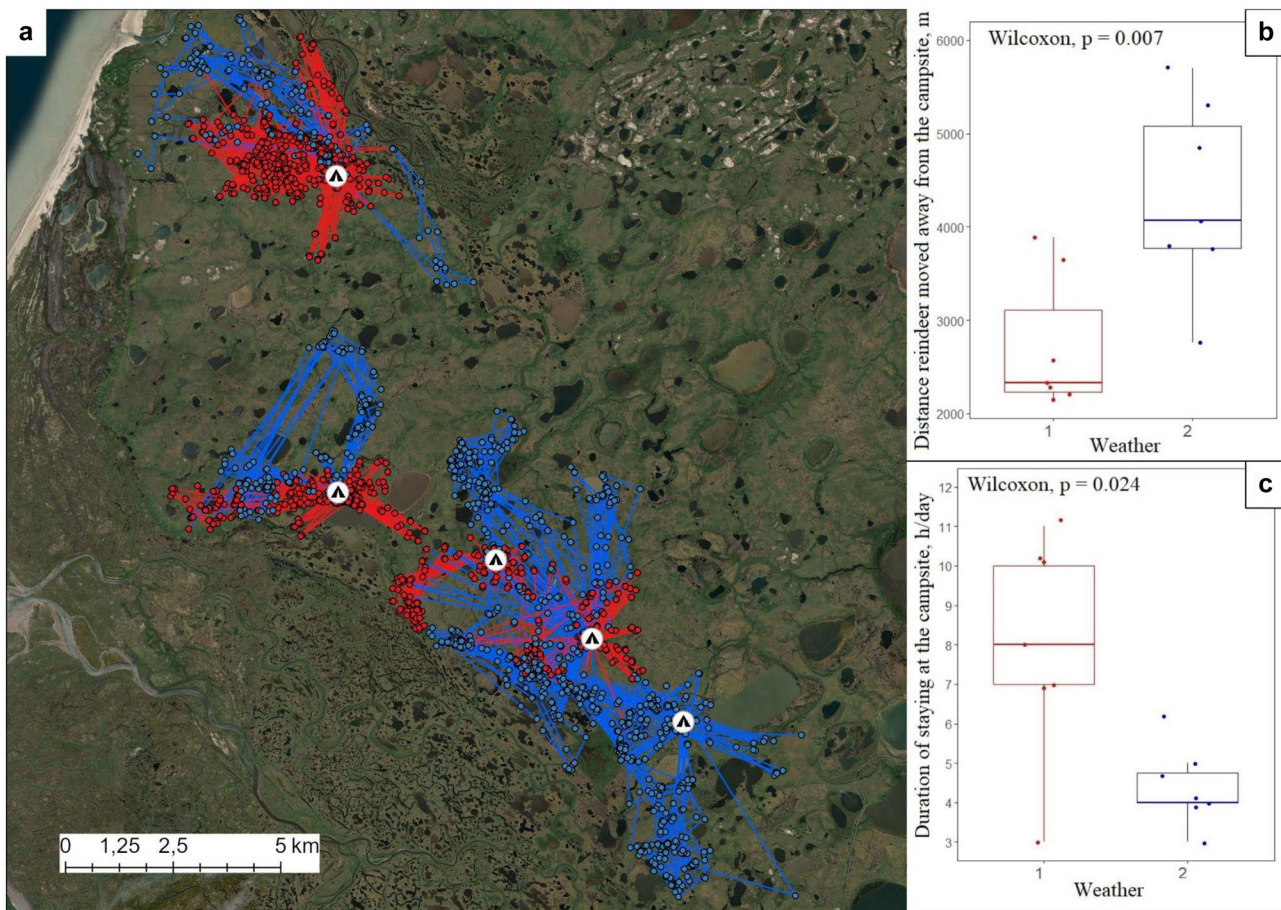 a
0 1,25 2,5 5 km
b
Wilcoxon, p = 0.007
Distance reindeer moved away from the campsite, m
6000
5000
4000
3000
2000
1 2
Weather
c
Wilcoxon, p = 0.024
Duration of staying at the campsite, h/day
12
11
10
9
8
7
6
5
4
3
1 2
Weather